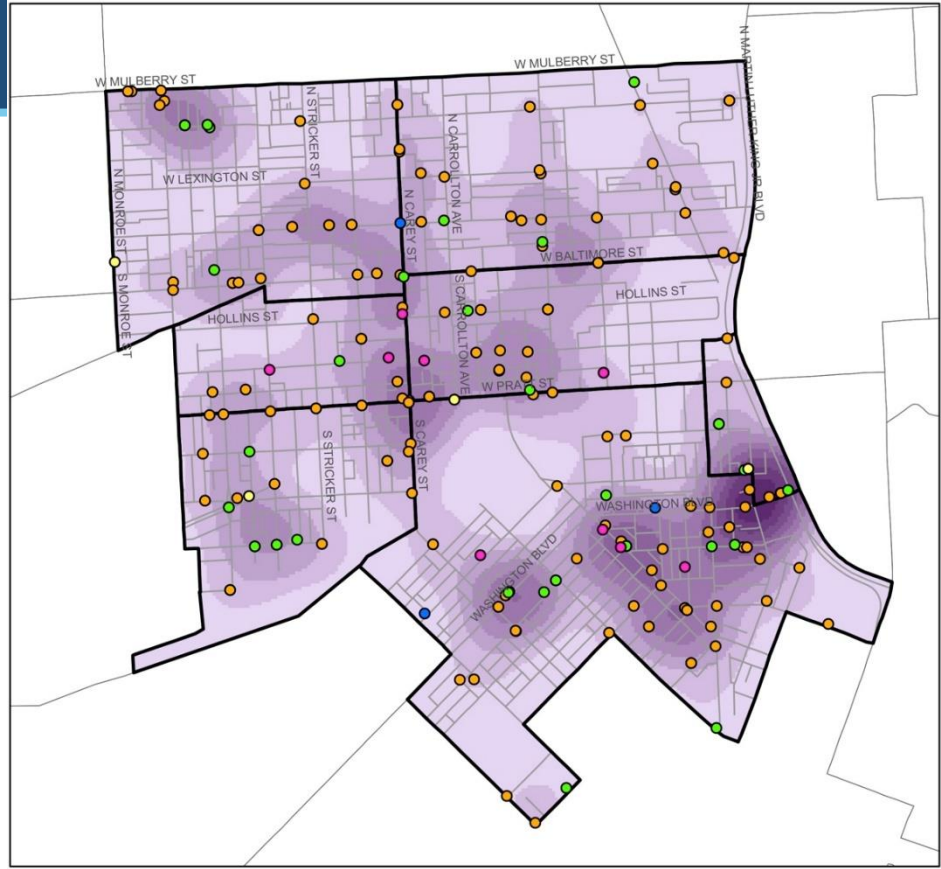 W MULBERRY ST
W MULBERRY ST
N MARTIN LUTHER KING JR BLVD
N STRICKER ST
N CARROLLTON AVE
W LEXINGTON ST
N MONROE ST
N CAREY ST
W BALTIMORE ST
S MONROE ST
S CARROLLTON AVE
HOLLINS ST
HOLLINS ST
W PRATT ST
S STRICKER ST
S CAREY ST
WASHINGTON BLVD
WASHINGTON BLVD